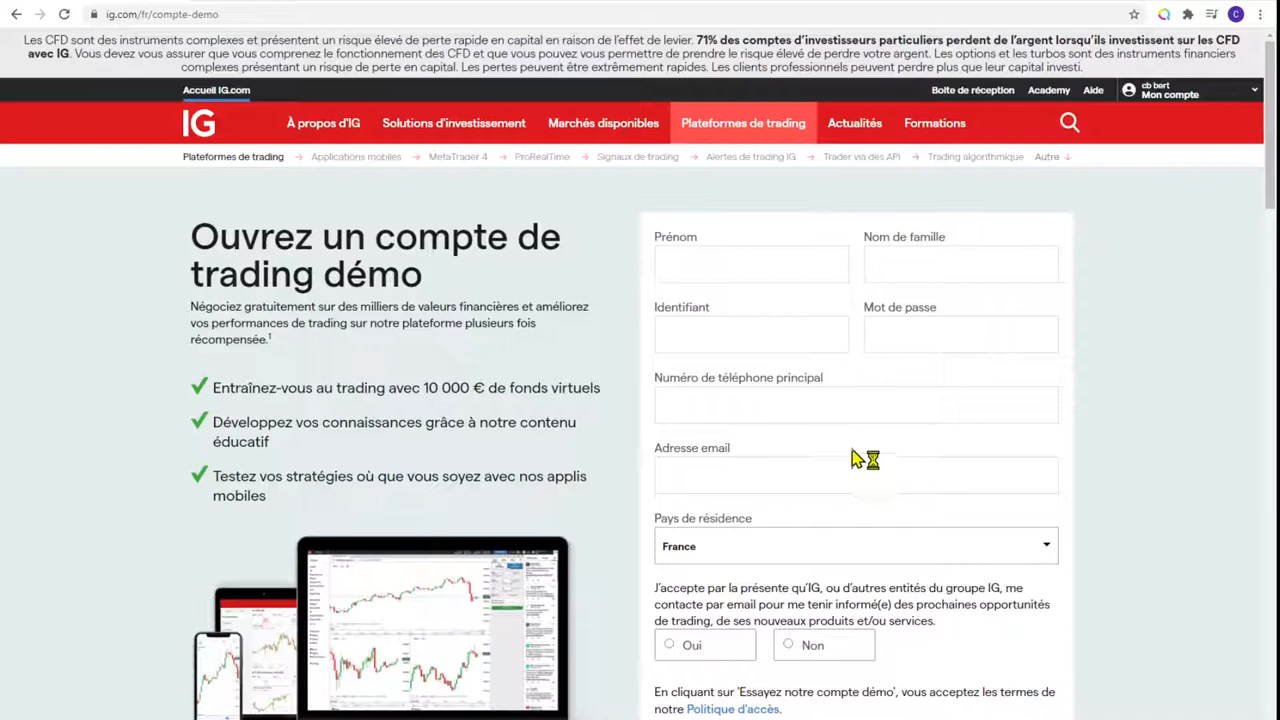 ig.com/fr/compte-demo
C
Les CFD sont des instruments complexes et présentent un risque élevé de perte rapide en capital en raison de l'effet de levier. 71% des comptes d'investisseurs particuliers perdent de l'argent lorsqu'ils investissent sur les CFD
avec IG. Vous devez vous assurer que vous comprenez le fonctionnement des CFD et que vous pouvez vous permettre de prendre le risque élevé de perdre votre argent. Les options et les turbos sont des instruments financiers
complexes présentant un risque de perte en capital. Les pertes peuvent être extrêmement rapides. Les clients professionnels peuvent perdre plus que leur capital investi.
Accueil IG.com
Boite de réception Academy Aide
cb bert
Mon compte
IG
À propos d'IG Solutions d'investissement Marchés disponibles Plateformes de trading Actualités Formations
Plateformes de trading Applications mobiles MetaTrader 4 ProRealTime Signaux de trading Alertes de trading IG Trader via des API Trading algorithmique Autre
Ouvrez un compte de
trading démo
Négociez gratuitement sur des milliers de valeurs financières et améliorez
vos performances de trading sur notre plateforme plusieurs fois
récompensée.¹
Entraînez-vous au trading avec 10 000 € de fonds virtuels
Développez vos connaissances grâce à notre contenu
éducatif
Testez vos stratégies où que vous soyez avec nos applis
mobiles
Prénom Nom de famille
Identifiant Mot de passe
Numéro de téléphone principal
Adresse email
Pays de résidence
France
J'accepte par la présente qu'IG, ou d'autres entités du groupe IG, me
contacte par email pour me tenir informé(e) des prochaines opportunités
de trading, de ses nouveaux produits et/ou services.
Oui Non
En cliquant sur 'Essayez notre compte démo', vous acceptez les termes de
notre Politique d'accès.